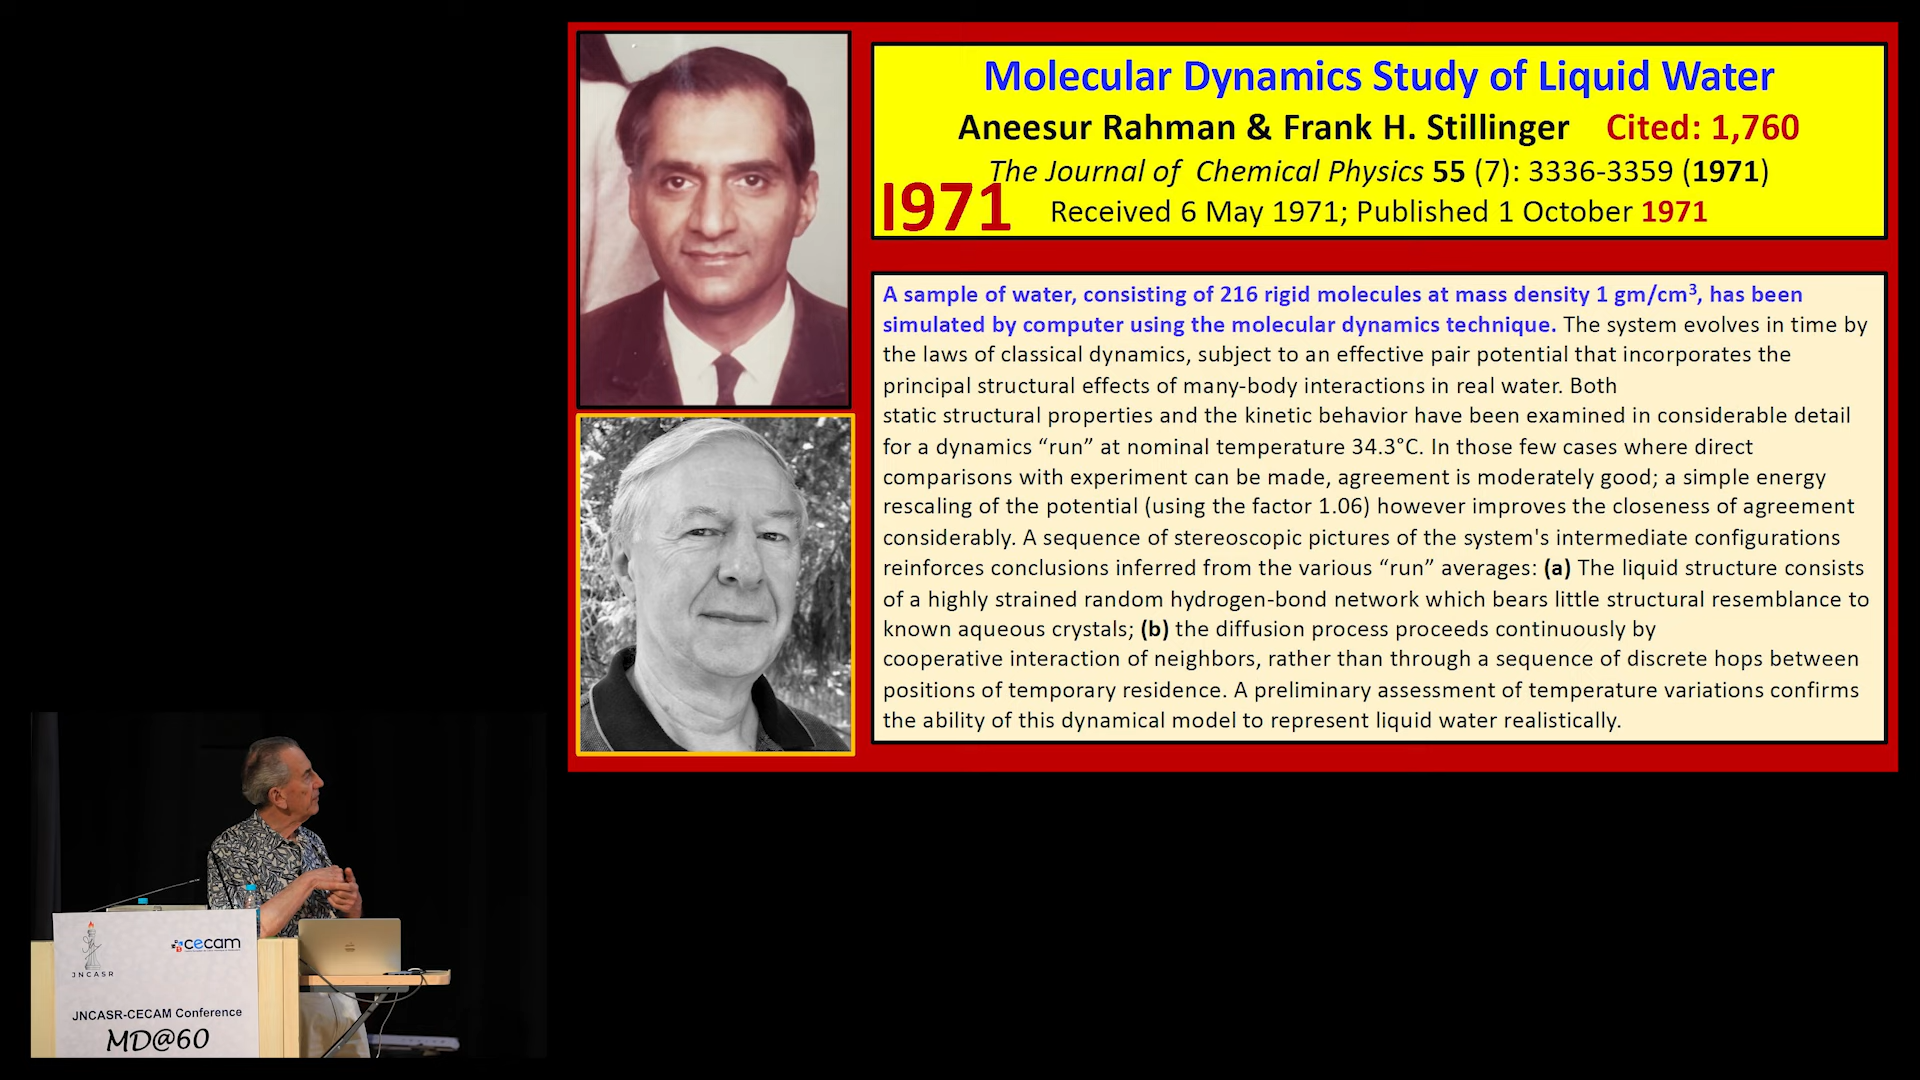 Molecular Dynamics Study of Liquid Water
Aneesur Rahman & Frank H. Stillinger Cited: 1,760
The Journal of Chemical Physics 55 (7): 3336-3359 (1971)
I971 Received 6 May 1971; Published 1 October 1971
A sample of water, consisting of 216 rigid molecules at mass density 1 gm/cm³, has been
simulated by computer using the molecular dynamics technique. The system evolves in time by
the laws of classical dynamics, subject to an effective pair potential that incorporates the
principal structural effects of many-body interactions in real water. Both
static structural properties and the kinetic behavior have been examined in considerable detail
for a dynamics “run” at nominal temperature 34.3°C. In those few cases where direct
comparisons with experiment can be made, agreement is moderately good; a simple energy
rescaling of the potential (using the factor 1.06) however improves the closeness of agreement
considerably. A sequence of stereoscopic pictures of the system's intermediate configurations
reinforces conclusions inferred from the various “run” averages: (a) The liquid structure consists
of a highly strained random hydrogen-bond network which bears little structural resemblance to
known aqueous crystals; (b) the diffusion process proceeds continuously by
cooperative interaction of neighbors, rather than through a sequence of discrete hops between
positions of temporary residence. A preliminary assessment of temperature variations confirms
the ability of this dynamical model to represent liquid water realistically.
JNCASR
cecam
JNCASR-CECAM Conference
MD@60